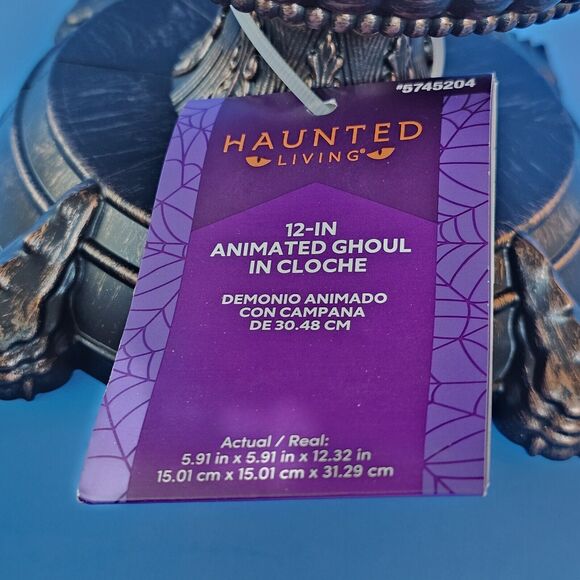 #5745204
HAUNTED
LIVING®
12-IN
ANIMATED GHOUL
IN CLOCHE
DEMONIO ANIMADO
CON CAMPANA
DE 30.48 CM
Actual / Real:
5.91 in x 5.91 in x 12.32 in
15.01 cm x 15.01 cm x 31.29 cm